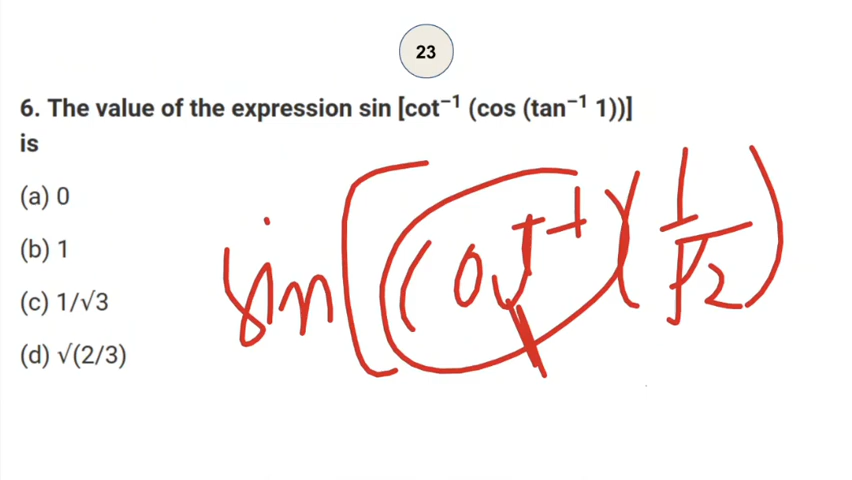 23
6. The value of the expression sin [cot⁻¹ (cos (tan⁻¹ 1))]
is
(a) 0
(b) 1
(c) 1/√3
(d) √(2/3)
sin [(cot⁻¹ (1/√2)